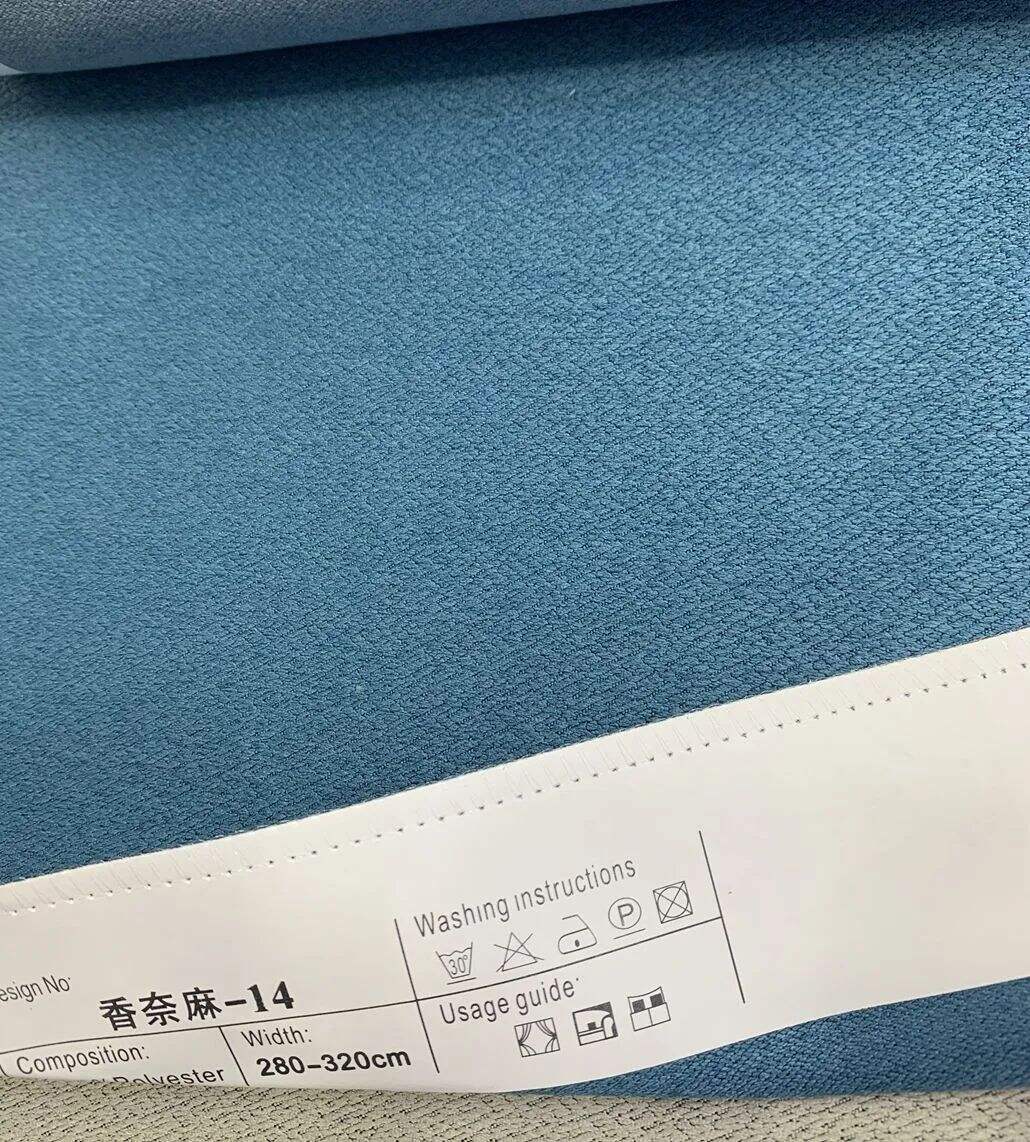 Washing instructions
30°
P
esign No:
香奈麻-14
Usage guide:
Composition:
Polyester
Width:
280-320cm